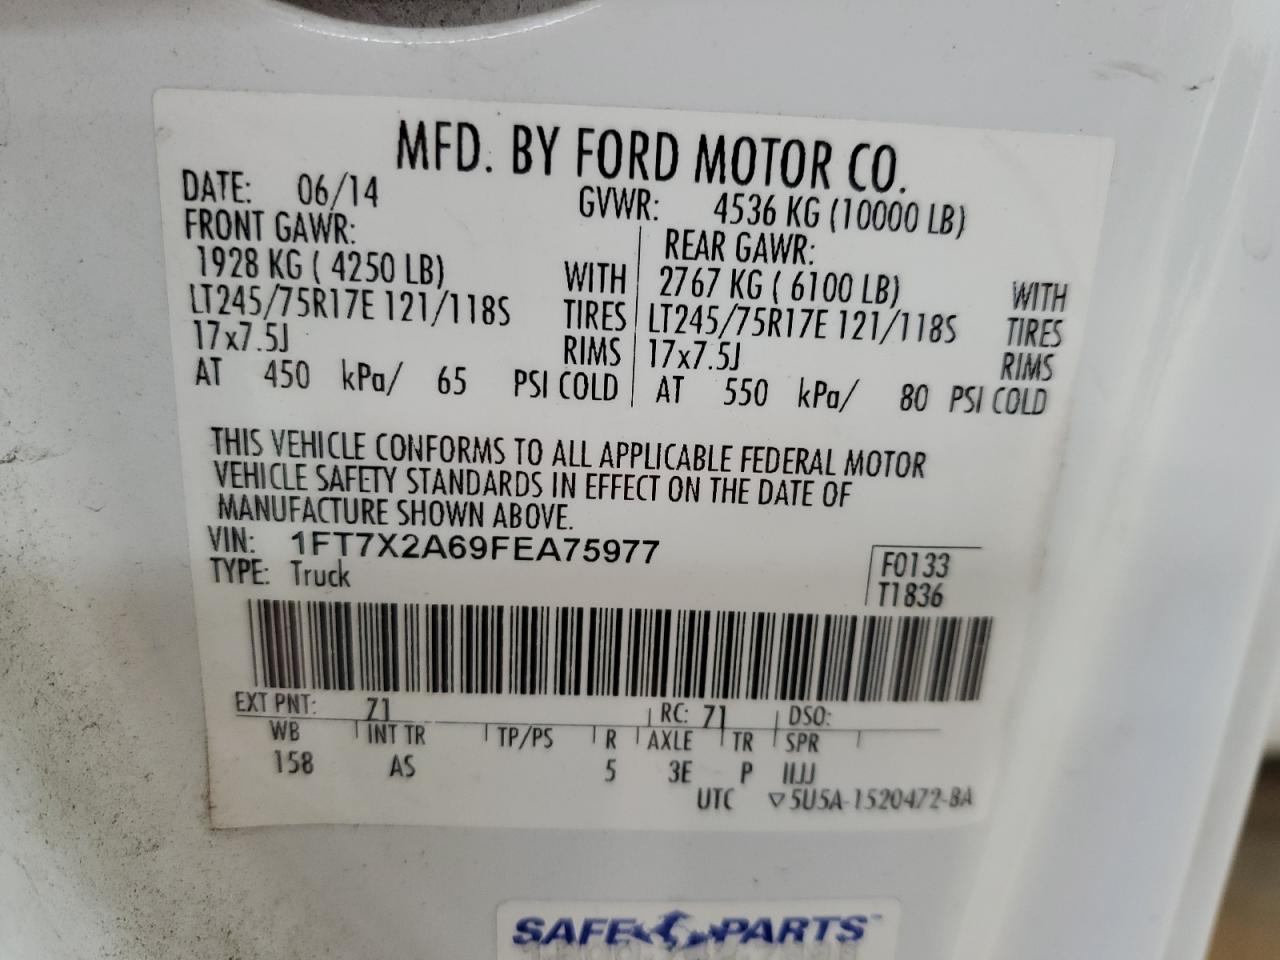 MFD. BY FORD MOTOR CO.
DATE: 06/14 GVWR: 4536 KG (10000 LB)
FRONT GAWR: REAR GAWR:
1928 KG ( 4250 LB) WITH 2767 KG ( 6100 LB) WITH
LT245/75R17E 121/118S TIRES LT245/75R17E 121/118S TIRES
17x7.5J RIMS 17x7.5J RIMS
AT 450 kPa/ 65 PSI COLD AT 550 kPa/ 80 PSI COLD
THIS VEHICLE CONFORMS TO ALL APPLICABLE FEDERAL MOTOR
VEHICLE SAFETY STANDARDS IN EFFECT ON THE DATE OF
MANUFACTURE SHOWN ABOVE.
VIN: 1FT7X2A69FEA75977
TYPE: Truck
F0133
T1836
EXT PNT: Z1 RC: 71 DSO:
WB INT TR TP/PS R AXLE TR SPR
158 AS 5 3E P IIJJ
UTC ▽5U5A-1520472-BA
SAFE PARTS™